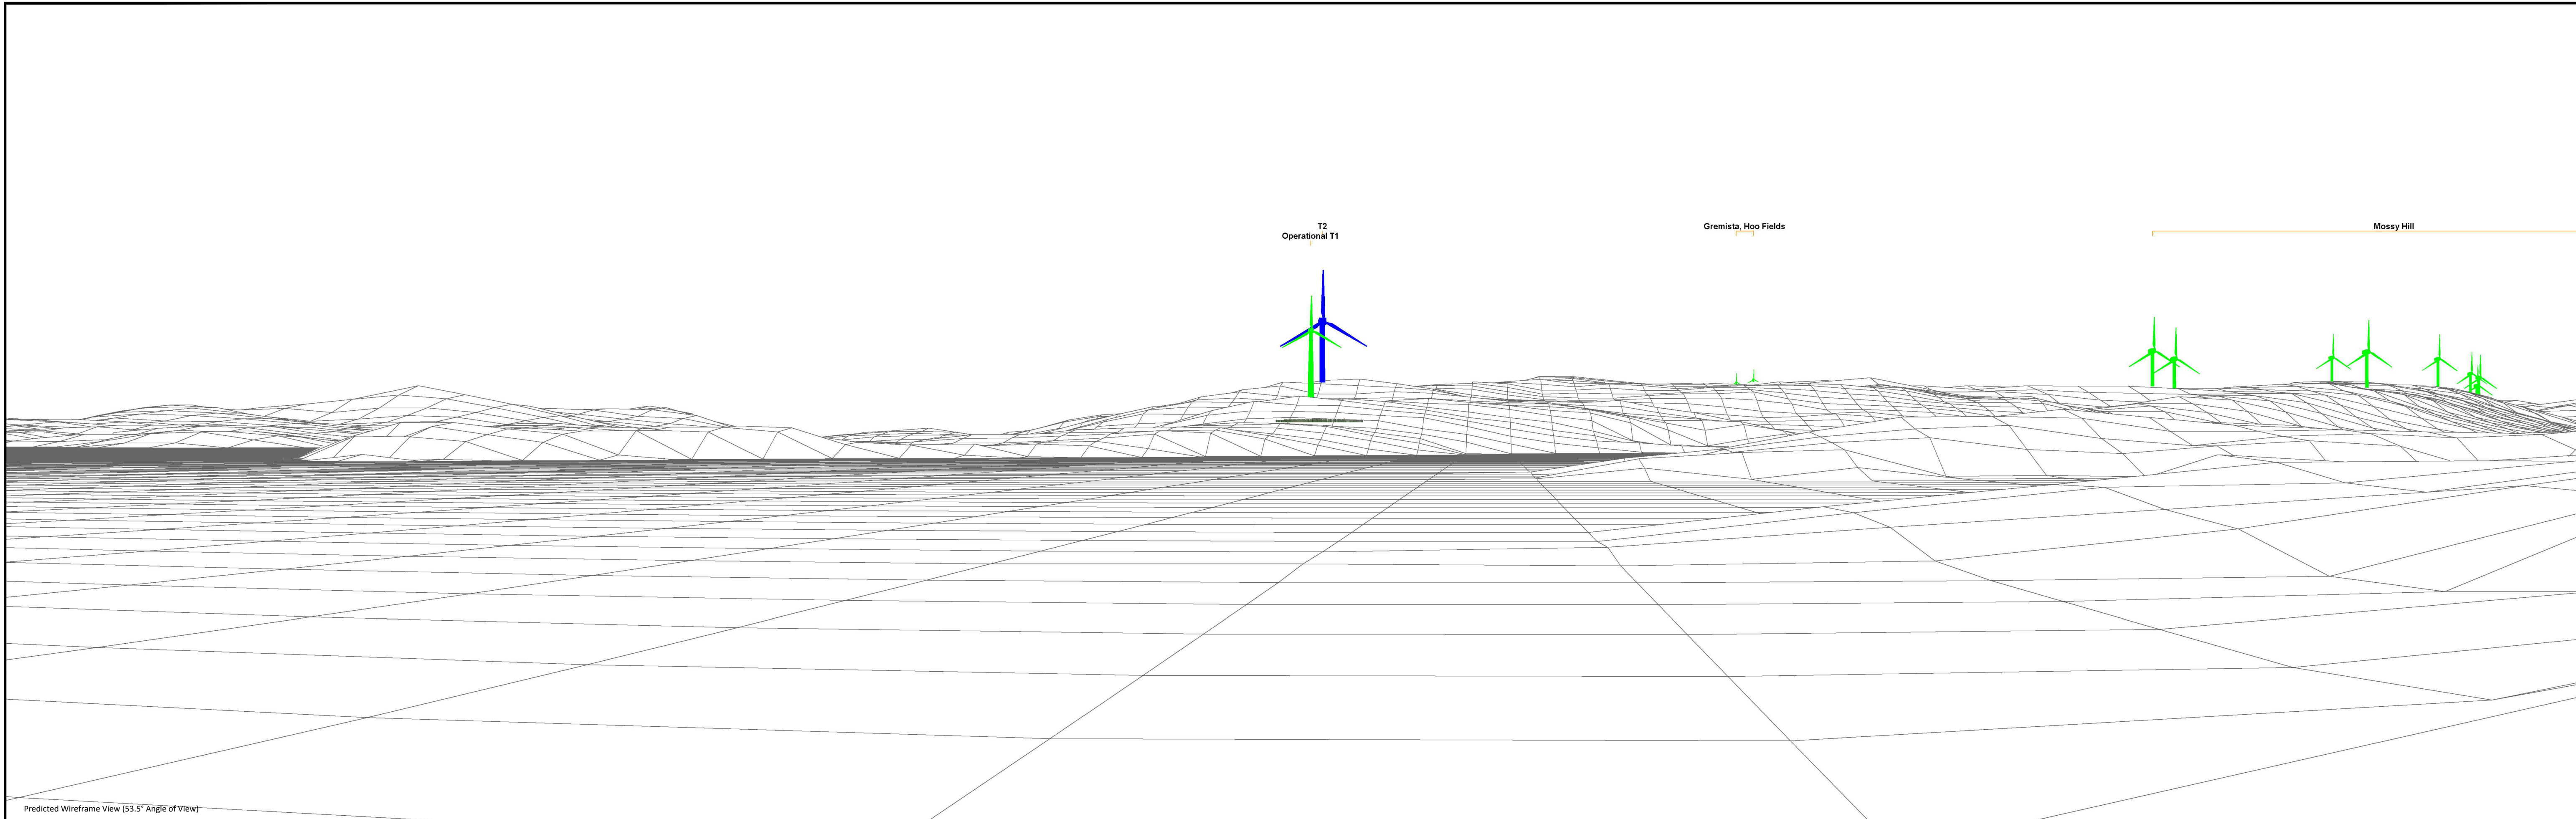 T2
Operational T1
Gremista, Hoo Fields
Mossy Hill
Predicted Wireframe View (53.5° Angle of View)